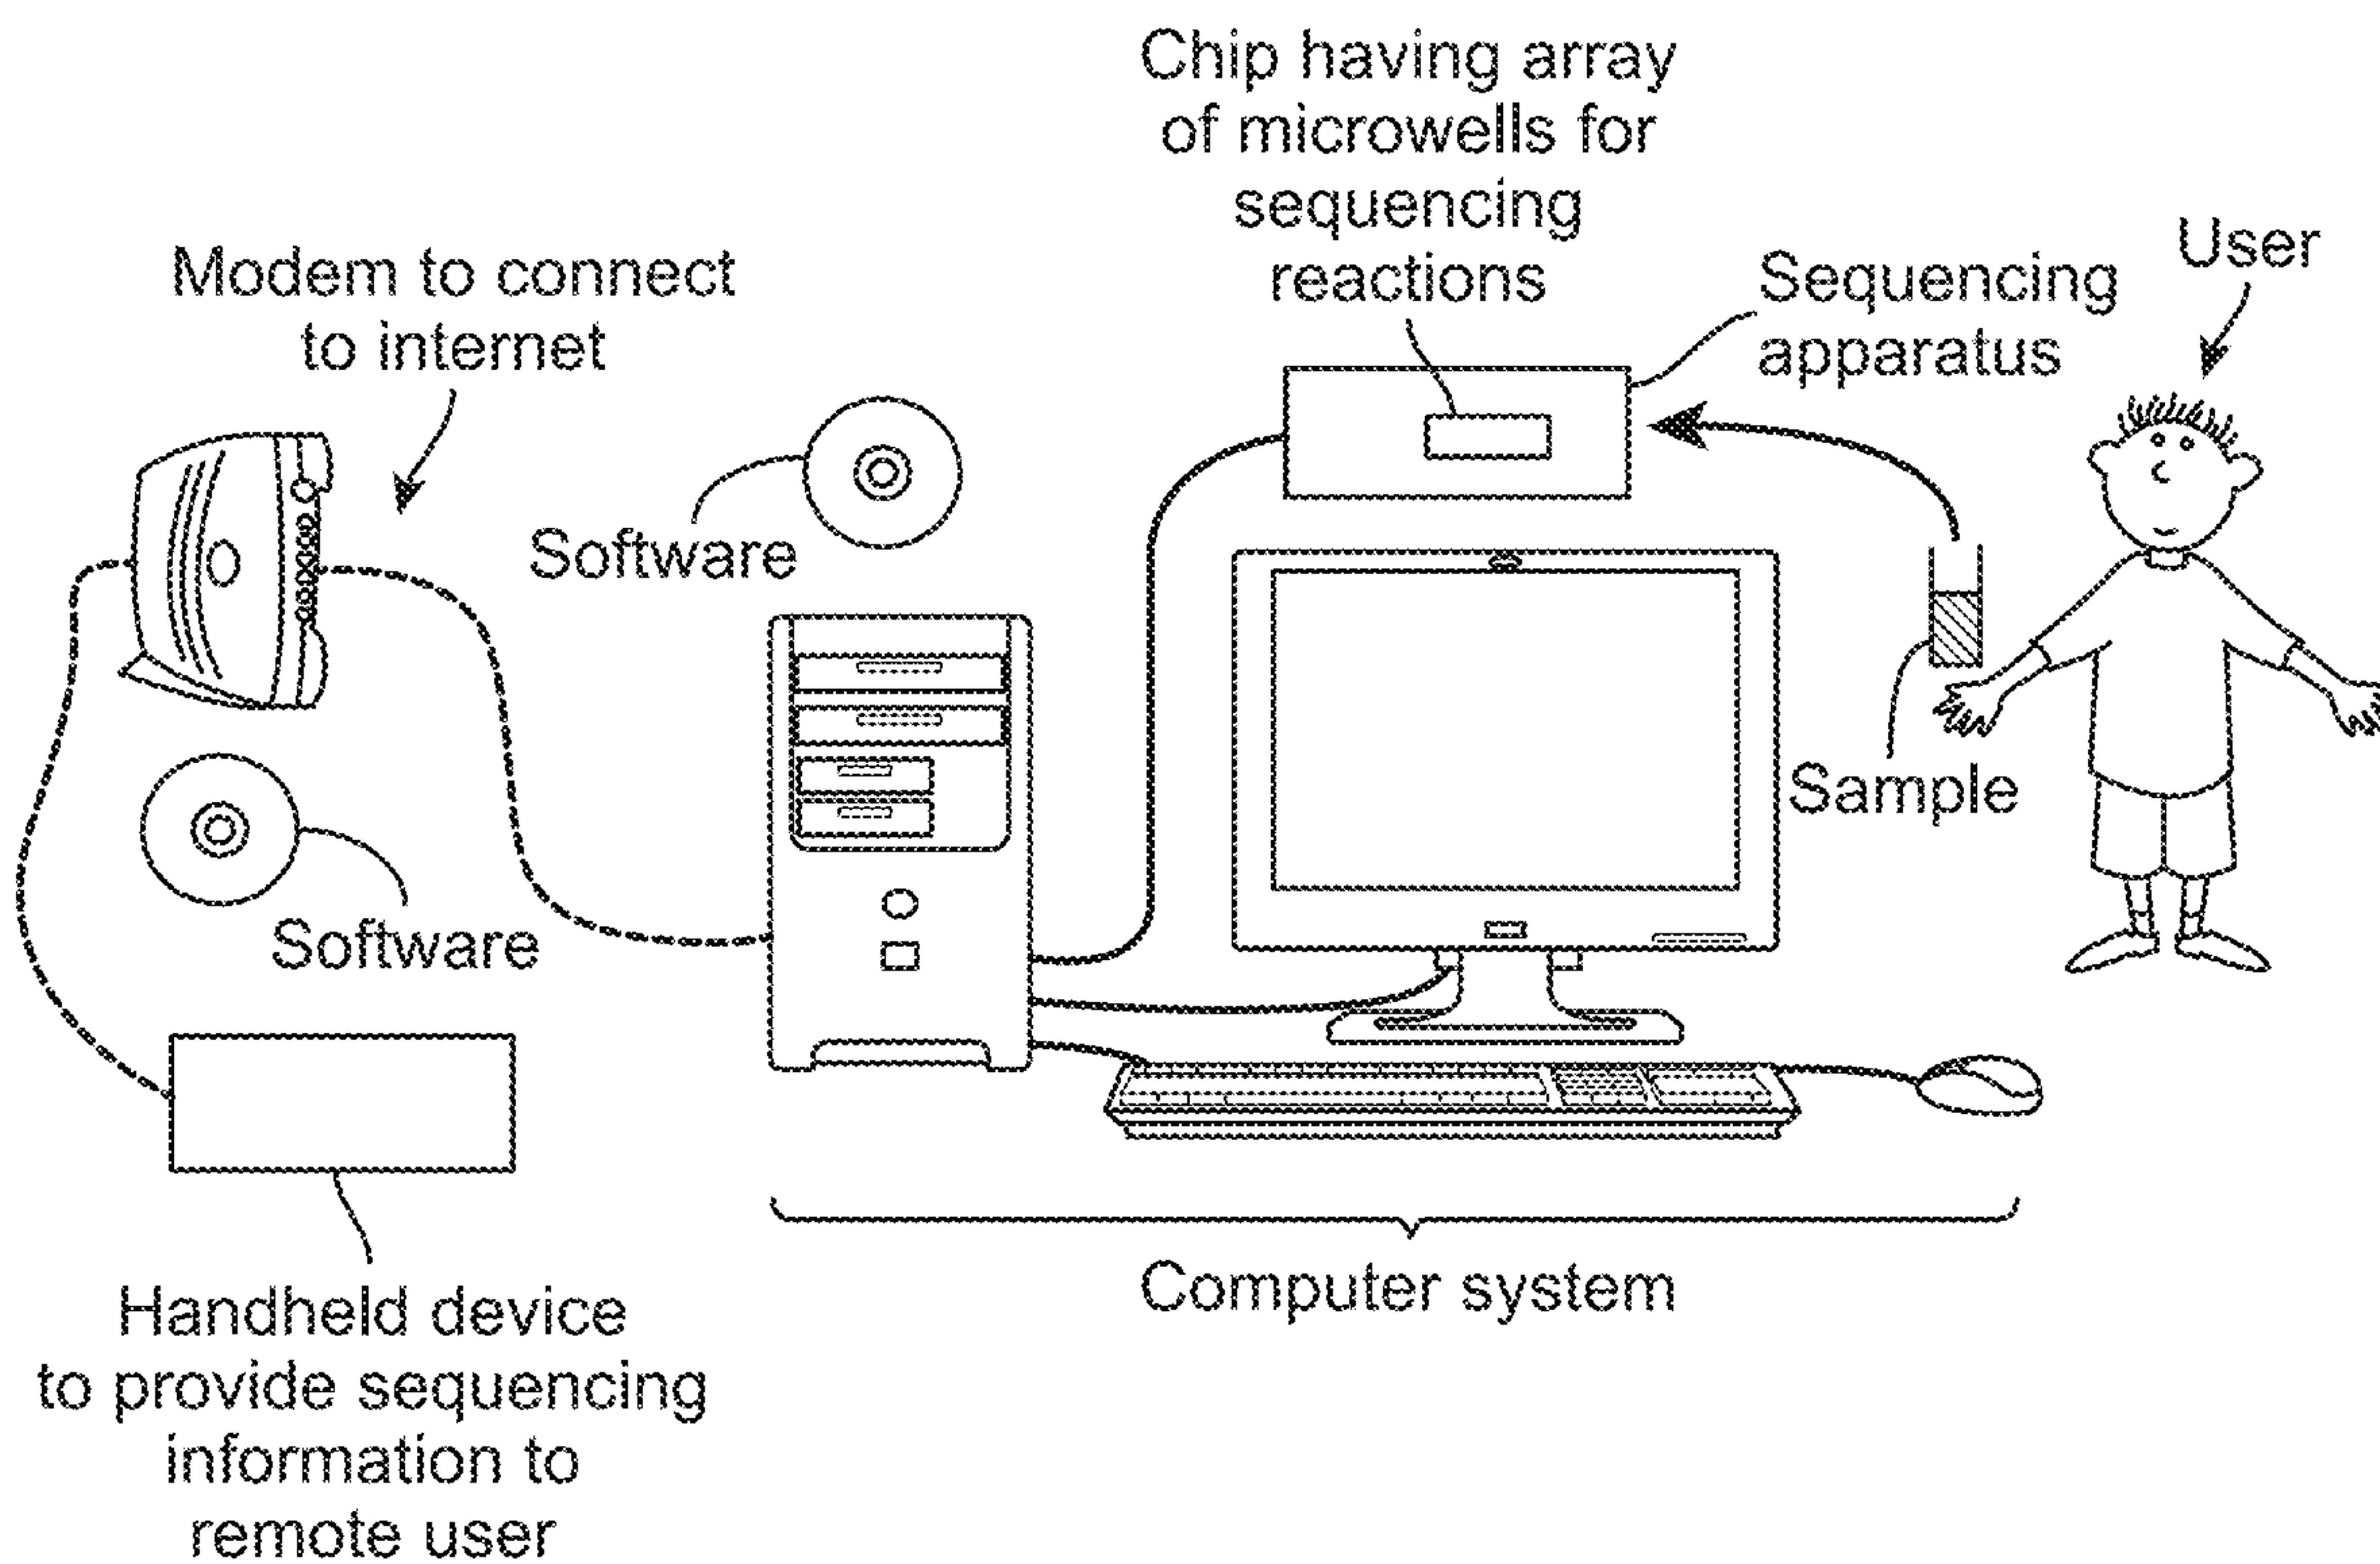 Chip having array
of microwells for
sequencing
reactions
User
Sequencing
apparatus
Modem to connect
to internet
Software
Sample
Software
Computer system
Handheld device
to provide sequencing
information to
remote user